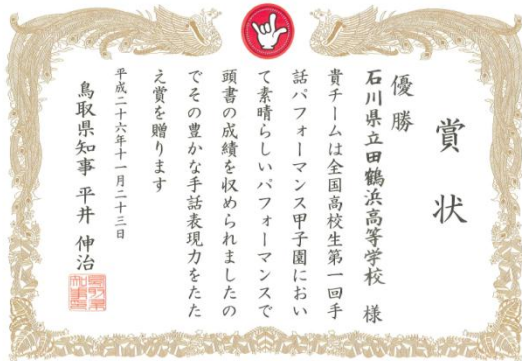 賞状
優勝
石川県立田鶴浜高等学校 様
貴チームは全国高校生第一回手
話パフォーマンス甲子園におい
て素晴らしいパフォーマンスで
頭書の成績を収められましたの
でその豊かな手話表現力をたた
え賞を贈ります
平成二十六年十一月二十三日
鳥取県知事 平井 伸治